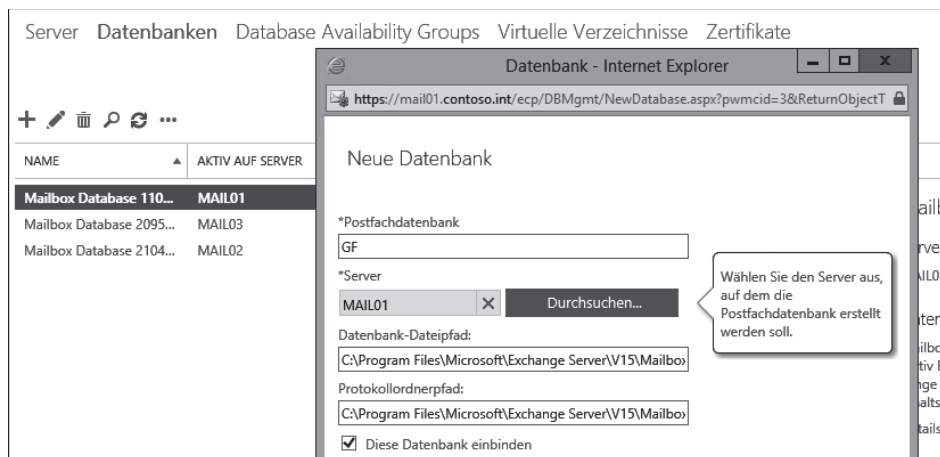 Server Datenbanken Database Availability Groups Virtuelle Verzeichnisse Zertifikate
Datenbank - Internet Explorer
https://mail01.contoso.int/ecp/DBMgmt/NewDatabase.aspx?pwmcid=3&ReturnObjectT
NAME AKTIV AUF SERVER
Mailbox Database 110... MAIL01
Mailbox Database 2095... MAIL03
Mailbox Database 2104... MAIL02
Neue Datenbank
*Postfachdatenbank
GF
*Server
MAIL01 Durchsuchen...
Wählen Sie den Server aus,
auf dem die
Postfachdatenbank erstellt
werden soll.
Datenbank-Dateipfad:
C:\Program Files\Microsoft\Exchange Server\V15\Mailbox
Protokollordnerpfad:
C:\Program Files\Microsoft\Exchange Server\V15\Mailbox
Diese Datenbank einbinden